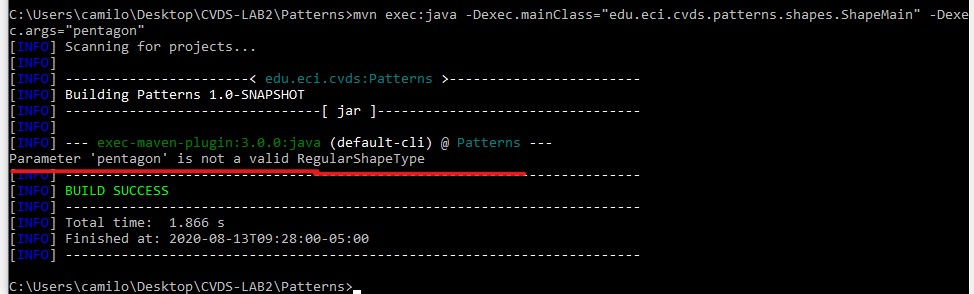 C:\Users\camilo\Desktop\CVDS-LAB2\Patterns>mvn exec:java -Dexec.mainClass="edu.eci.cvds.patterns.shapes.ShapeMain" -Dexe
c.args="pentagon"
[INFO] Scanning for projects...
[INFO]
[INFO] -----------------------< edu.eci.cvds:Patterns >------------------------
[INFO] Building Patterns 1.0-SNAPSHOT
[INFO] --------------------------------[ jar ]---------------------------------
[INFO]
[INFO] --- exec-maven-plugin:3.0.0:java (default-cli) @ Patterns ---
Parameter 'pentagon' is not a valid RegularShapeType
[INFO] ------------------------------------------------------------------------
[INFO] BUILD SUCCESS
[INFO] ------------------------------------------------------------------------
[INFO] Total time:  1.866 s
[INFO] Finished at: 2020-08-13T09:28:00-05:00
[INFO] ------------------------------------------------------------------------
C:\Users\camilo\Desktop\CVDS-LAB2\Patterns>